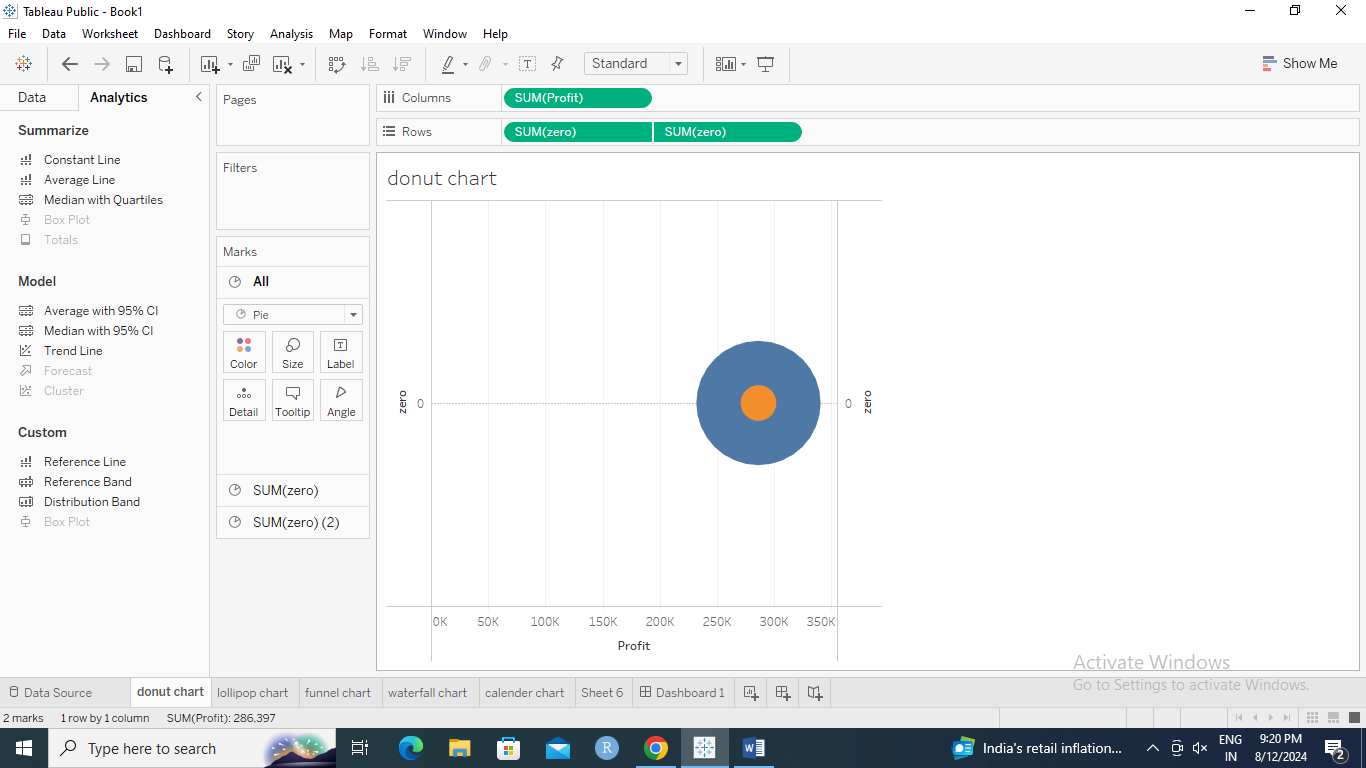 Tableau Public - Book1
File Data Worksheet Dashboard Story Analysis Map Format Window Help
Standard
Show Me
Data Analytics
Pages
Columns SUM(Profit)
Rows SUM(zero) SUM(zero)
Summarize
Constant Line
Average Line
Median with Quartiles
Box Plot
Totals
Model
Average with 95% CI
Median with 95% CI
Trend Line
Forecast
Cluster
Custom
Reference Line
Reference Band
Distribution Band
Box Plot
Filters
Marks
All
Pie
Color Size Label
Detail Tooltip Angle
SUM(zero)
SUM(zero) (2)
donut chart
zero 0
0 zero
0K 50K 100K 150K 200K 250K 300K 350K
Profit
Activate Windows
Go to Settings to activate Windows.
Data Source donut chart lollipop chart funnel chart waterfall chart calender chart Sheet 6 Dashboard 1
2 marks 1 row by 1 column SUM(Profit): 286,397
Type here to search
R
W
India's retail inflation...
ENG
IN
9:20 PM
8/12/2024
2